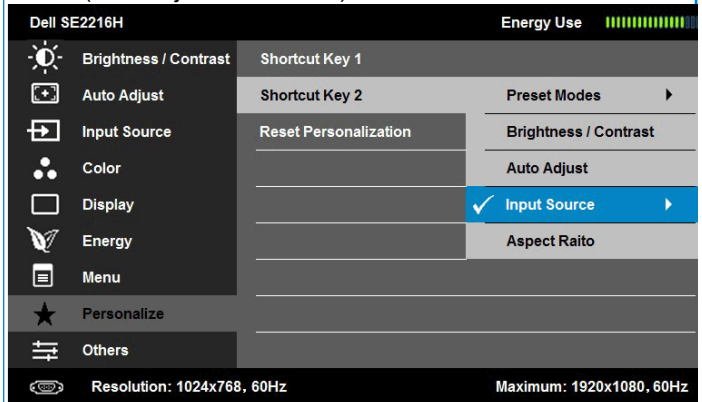 Dell SE2216H Energy Use
Brightness / Contrast Shortcut Key 1
Auto Adjust Shortcut Key 2 Preset Modes
Input Source Reset Personalization Brightness / Contrast
Color Auto Adjust
Display Input Source
Energy Aspect Raito
Menu
Personalize
Others
Resolution: 1024x768, 60Hz Maximum: 1920x1080, 60Hz